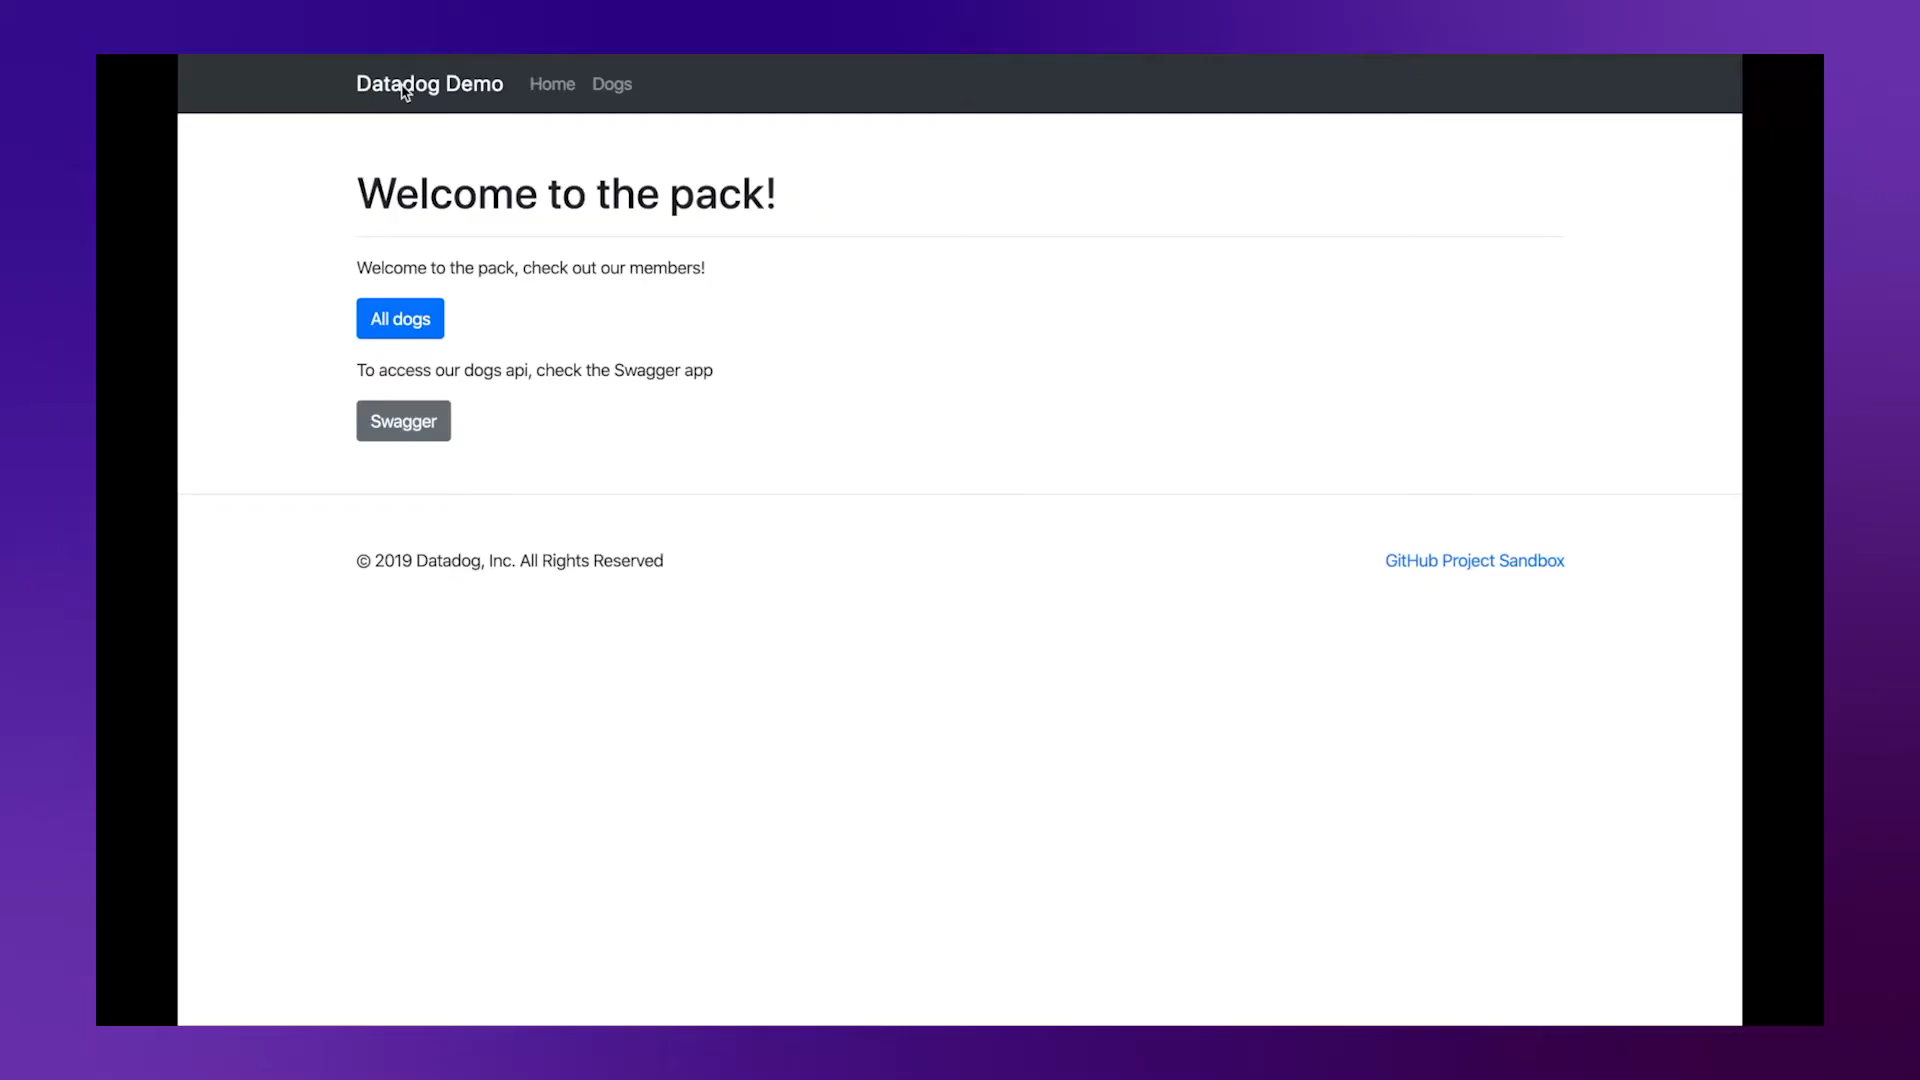 Datadog Demo Home Dogs
Welcome to the pack!
Welcome to the pack, check out our members!
All dogs
To access our dogs api, check the Swagger app
Swagger
© 2019 Datadog, Inc. All Rights Reserved
GitHub Project Sandbox